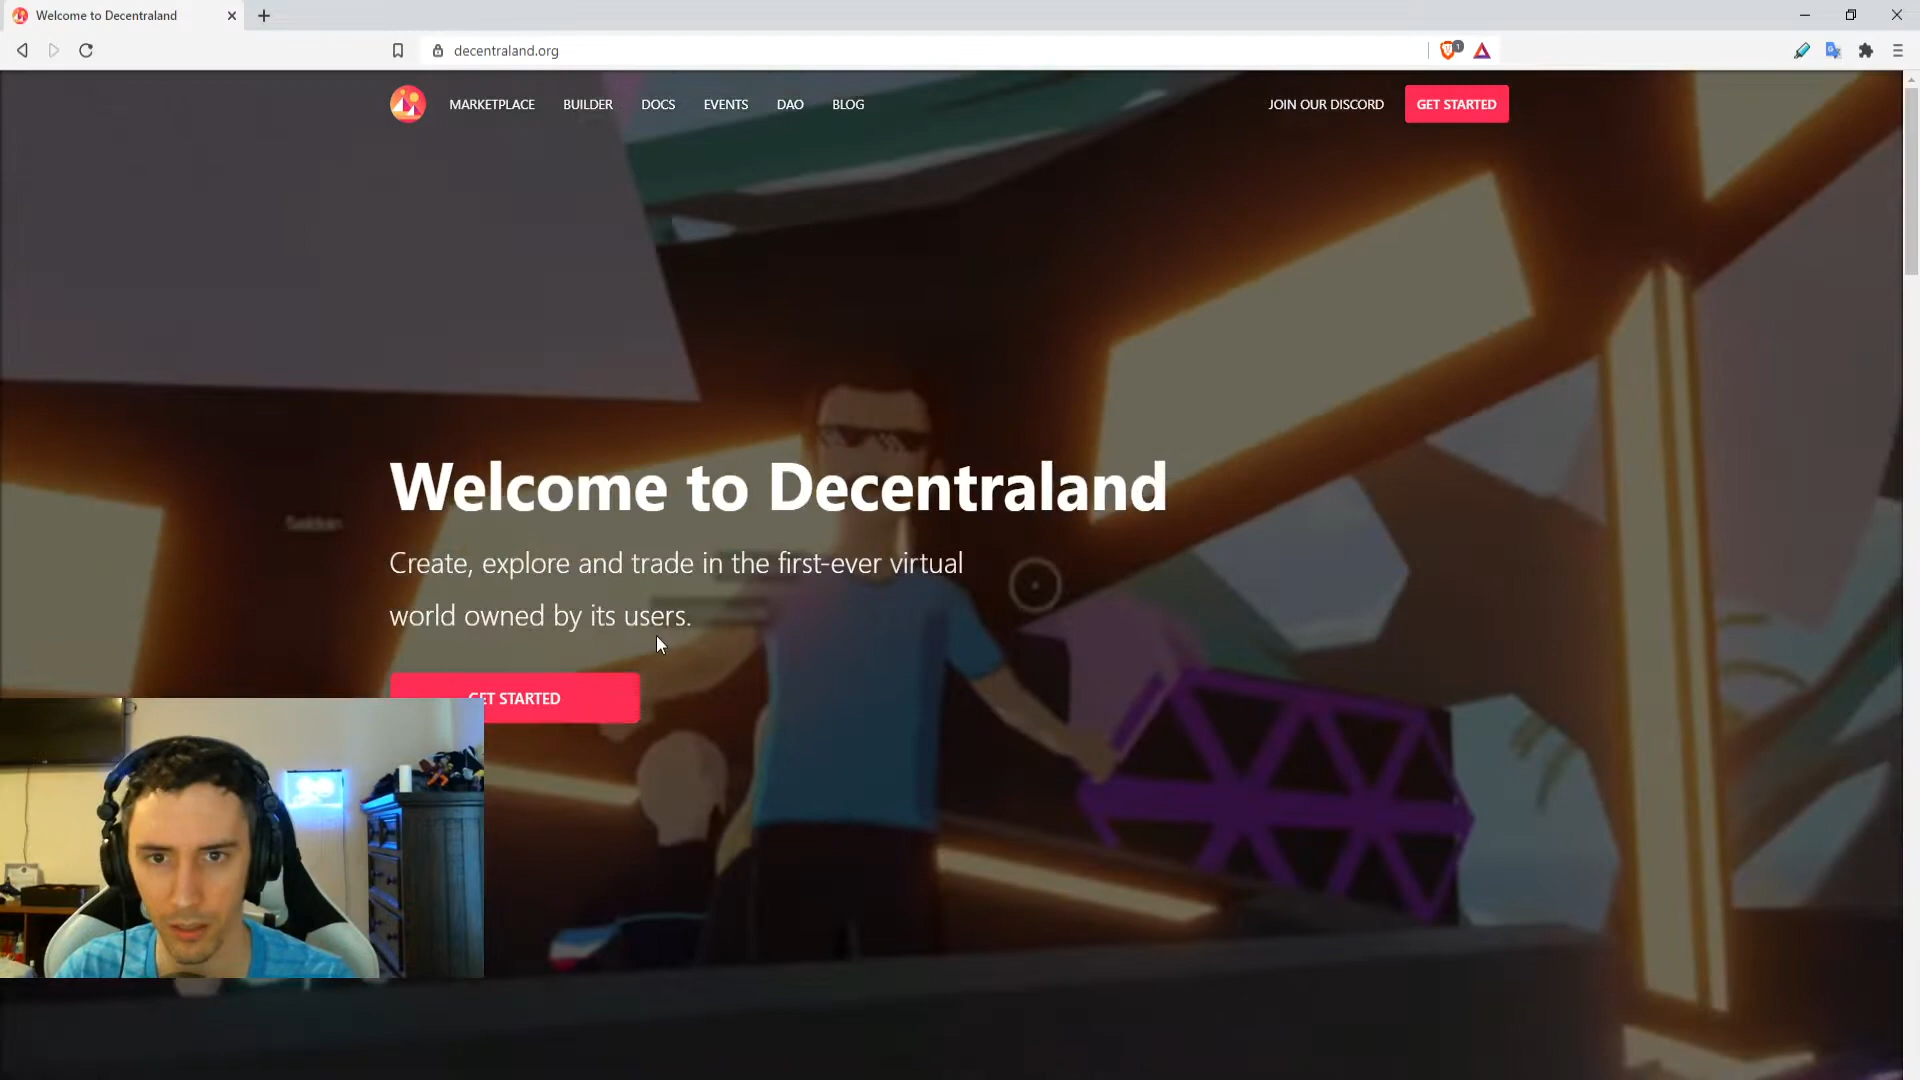 Welcome to Decentraland
decentraland.org
1
MARKETPLACE BUILDER DOCS EVENTS DAO BLOG JOIN OUR DISCORD GET STARTED
Welcome to Decentraland
Create, explore and trade in the first-ever virtual
world owned by its users.
GET STARTED